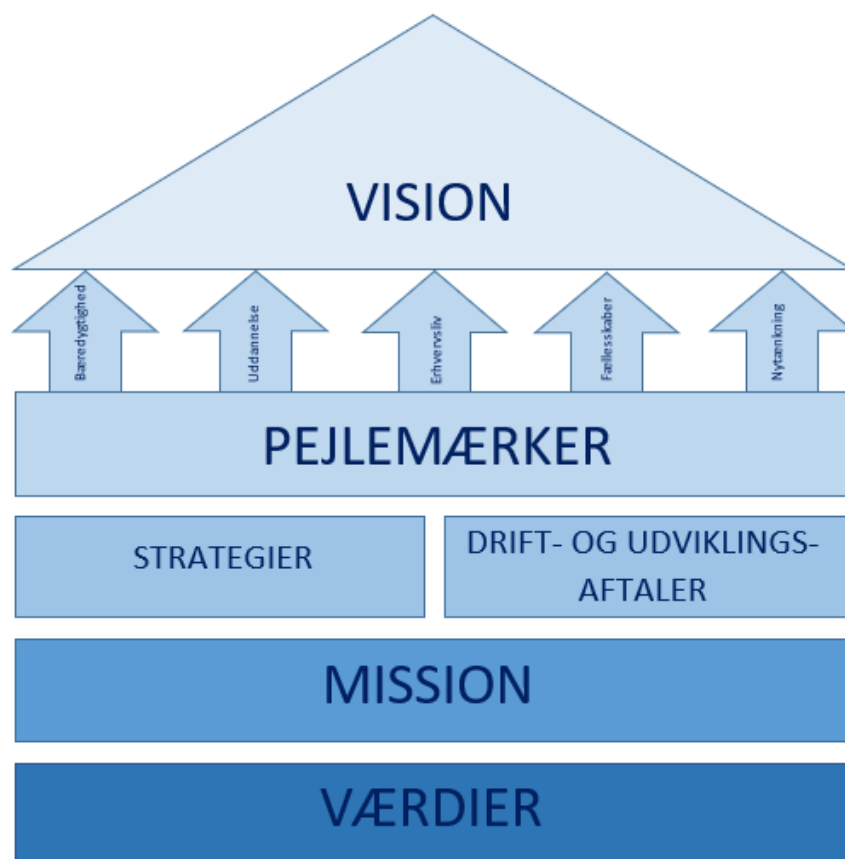 VISION
Bæredygtighed
Uddannelse
Erhvervsliv
Fællesskaber
Nytænkning
PEJLEMÆRKER
STRATEGIER
DRIFT- OG UDVIKLINGS-
AFTALER
MISSION
VÆRDIER